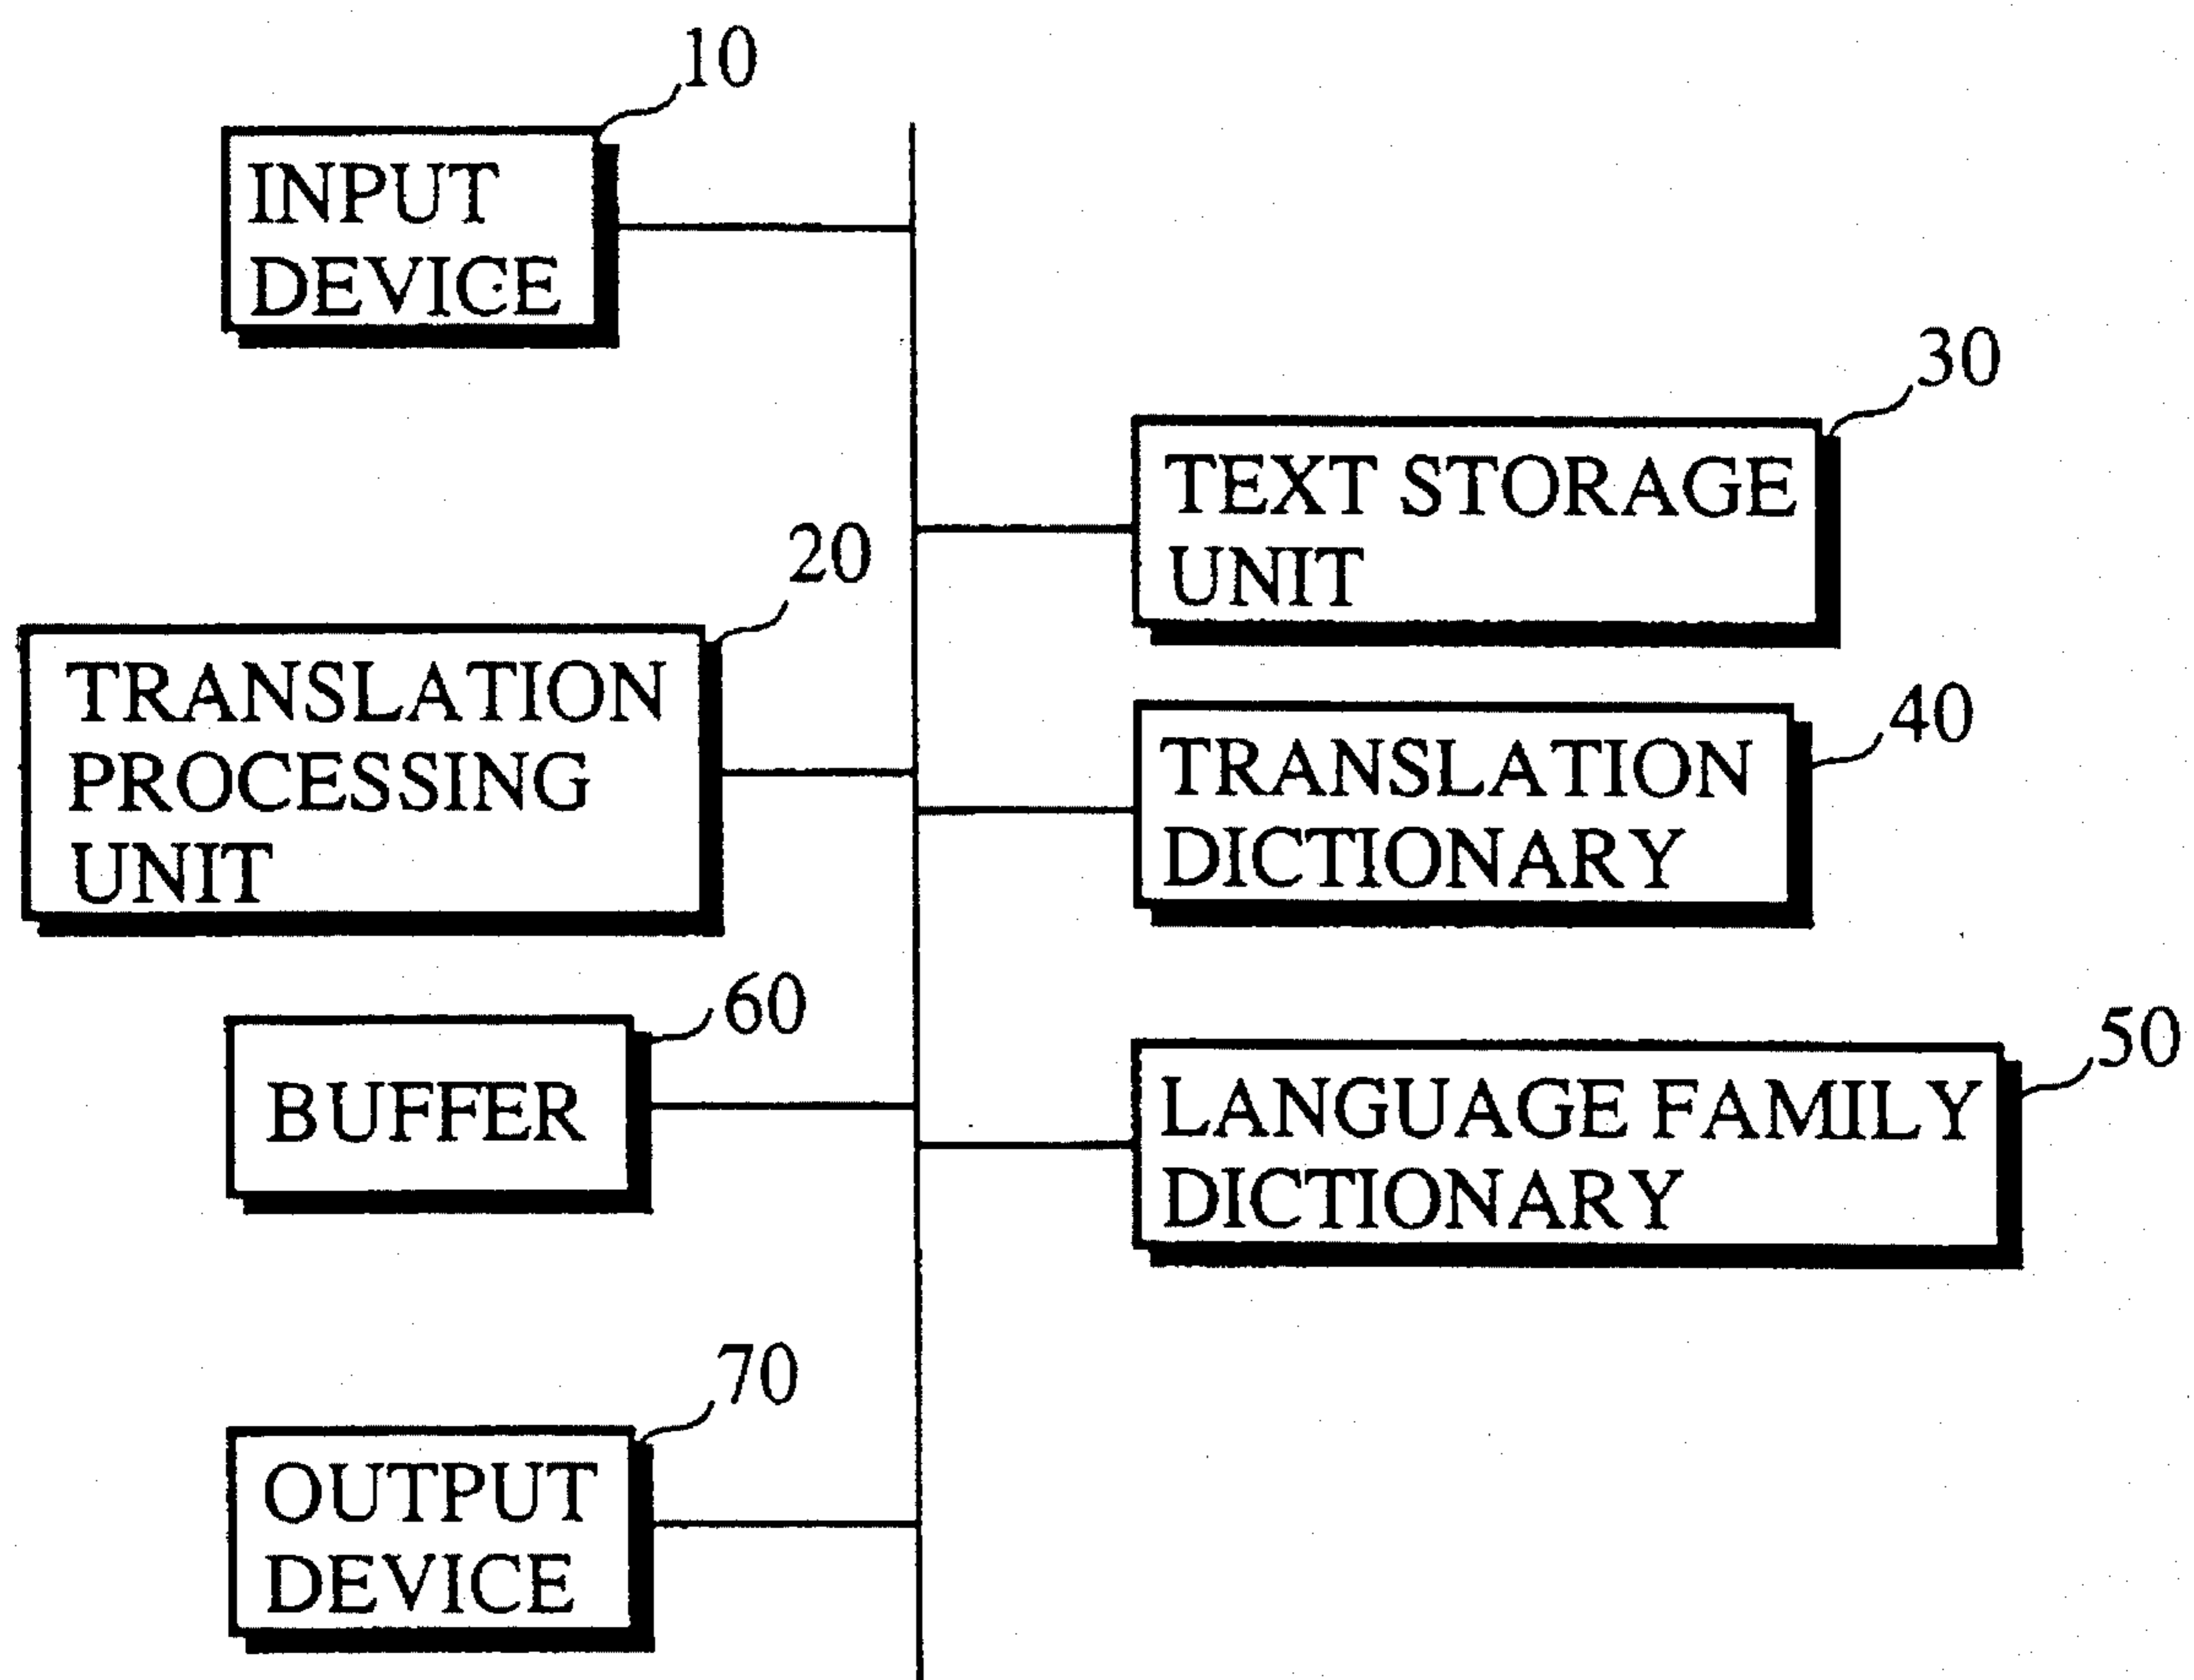 10
INPUT
DEVICE
30
TEXT STORAGE
UNIT
20
TRANSLATION
PROCESSING
UNIT
40
TRANSLATION
DICTIONARY
60
BUFFER
50
LANGUAGE FAMILY
DICTIONARY
70
OUTPUT
DEVICE